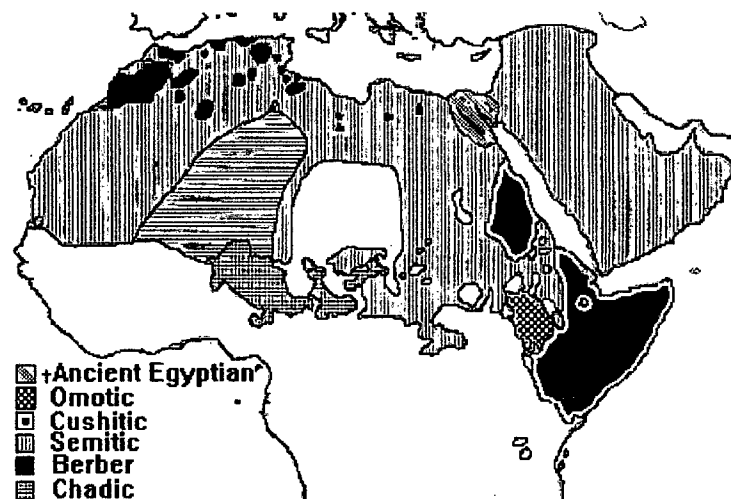 †Ancient Egyptian
Omotic
Cushitic
Semitic
Berber
Chadic